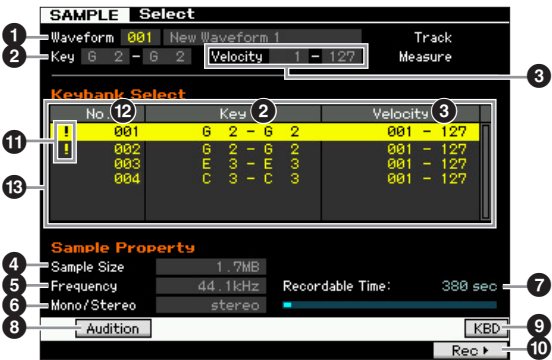 SAMPLE Select
1 Waveform 001 New Waveform 1 Track
2 Key G 2 - G 2 Velocity 1 - 127 Measure
3
Keybank Select
No. 12 Key 2 Velocity 3
11 ! 001 G 2 - G 2 001 - 127
! 002 G 2 - G 2 001 - 127
003 E 3 - E 3 001 - 127
13 004 C 3 - C 3 001 - 127
Sample Property
4 Sample Size 1.7MB
5 Frequency 44.1kHz Recordable Time: 380 sec 7
6 Mono/Stereo stereo
8 Audition KBD 9
Rec 10